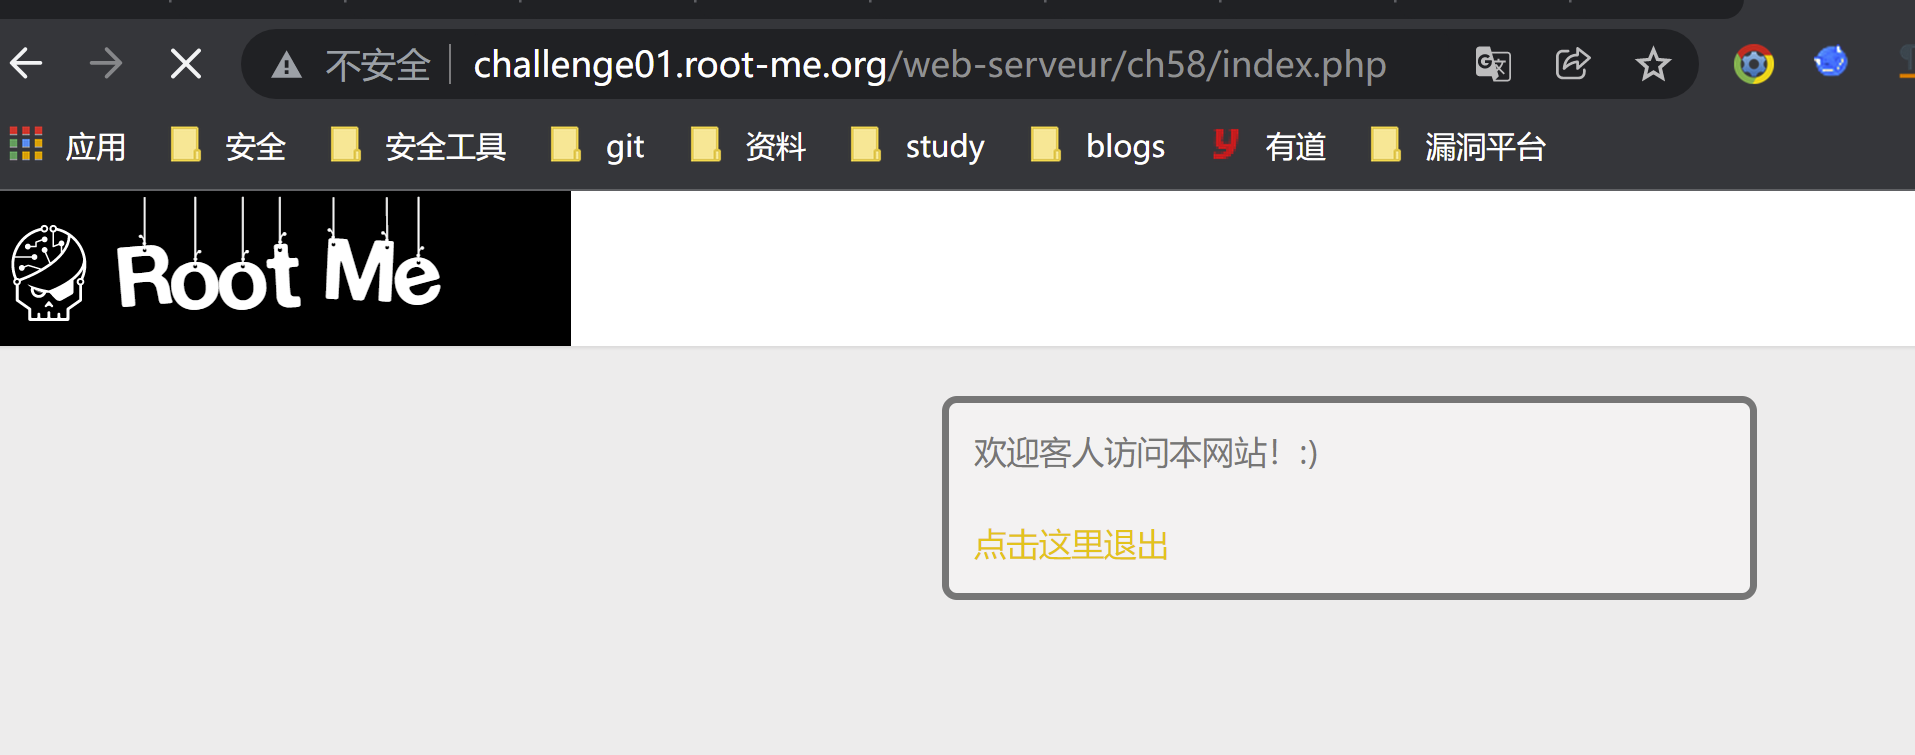 不安全 challenge01.root-me.org/web-serveur/ch58/index.php
应用 安全 安全工具 git 资料 study blogs 有道 漏洞平台
Root Me
欢迎客人访问本网站！:)
点击这里退出